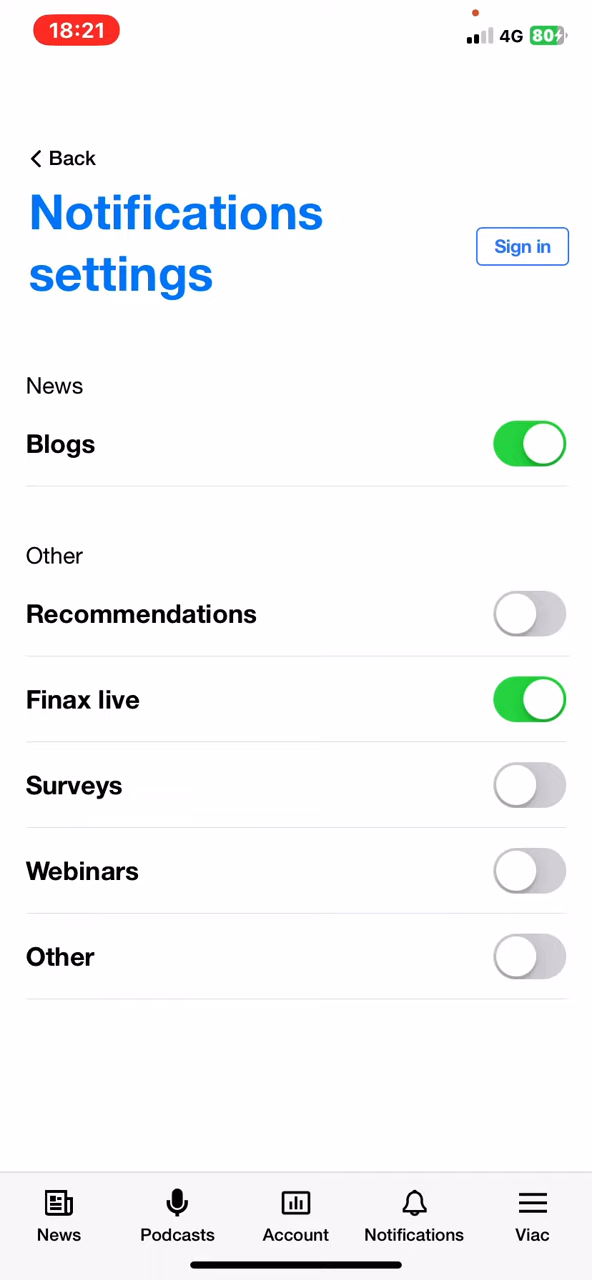 18:21
4G 80
Back
Notifications
settings
Sign in
News
Blogs
Other
Recommendations
Finax live
Surveys
Webinars
Other
News Podcasts Account Notifications Viac